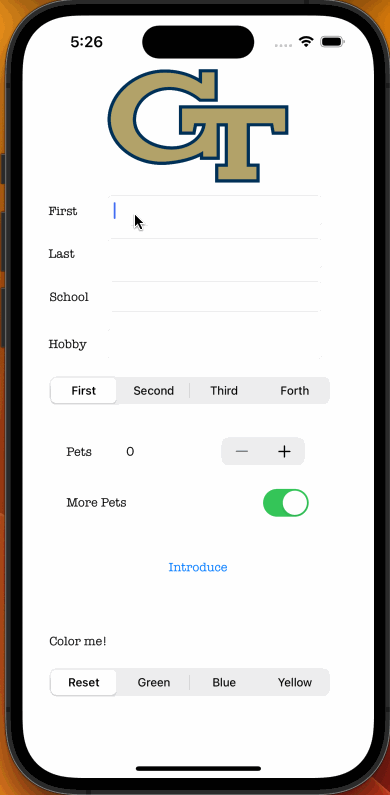 5:26
GT
First
Last
School
Hobby
First Second Third Forth
Pets 0
More Pets
Introduce
Color me!
Reset Green Blue Yellow